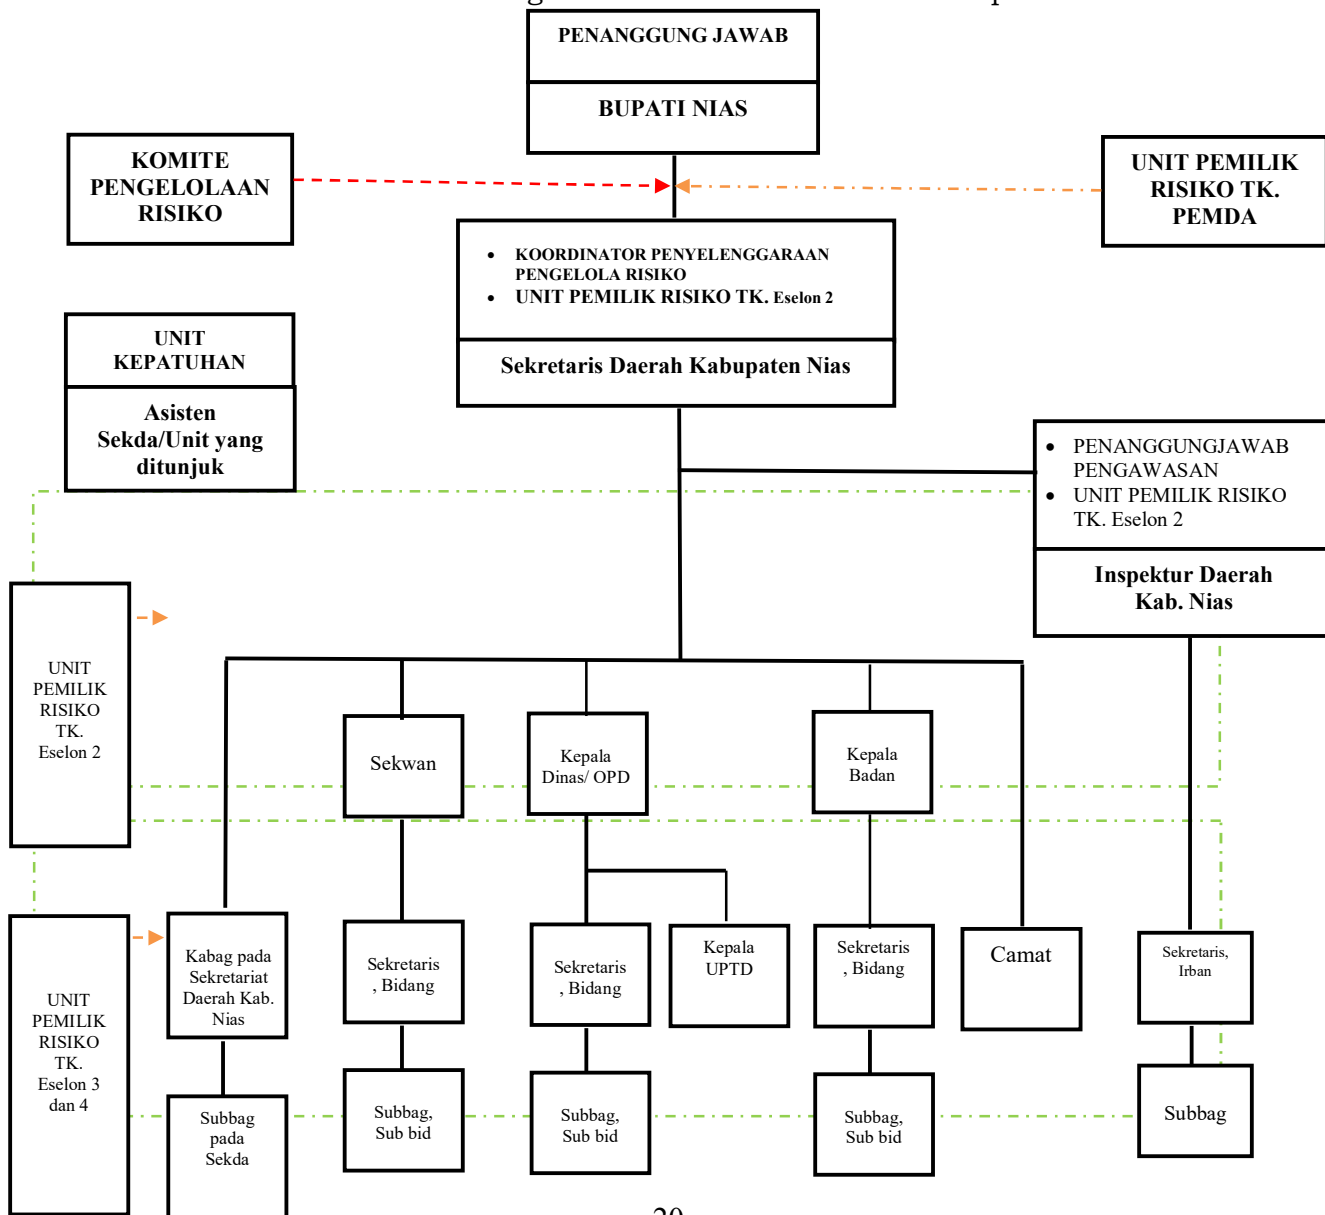 PENANGGUNG JAWAB
BUPATI NIAS
KOMITE
PENGELOLAAN
RISIKO
UNIT PEMILIK
RISIKO TK.
PEMDA
• KOORDINATOR PENYELENGGARAAN
PENGELOLA RISIKO
• UNIT PEMILIK RISIKO TK. Eselon 2
Sekretaris Daerah Kabupaten Nias
UNIT
KEPATUHAN
Asisten
Sekda/Unit yang
ditunjuk
• PENANGGUNGJAWAB
PENGAWASAN
• UNIT PEMILIK RISIKO
TK. Eselon 2
Inspektur Daerah
Kab. Nias
UNIT
PEMILIK
RISIKO
TK.
Eselon 2
Sekwan
Kepala
Dinas/ OPD
Kepala
Badan
UNIT
PEMILIK
RISIKO
TK.
Eselon 3
dan 4
Kabag pada
Sekretariat
Daerah Kab.
Nias
Sekretaris
, Bidang
Sekretaris
, Bidang
Kepala
UPTD
Sekretaris
, Bidang
Camat
Sekretaris,
Irban
Subbag
pada
Sekda
Subbag,
Sub bid
Subbag,
Sub bid
Subbag,
Sub bid
Subbag